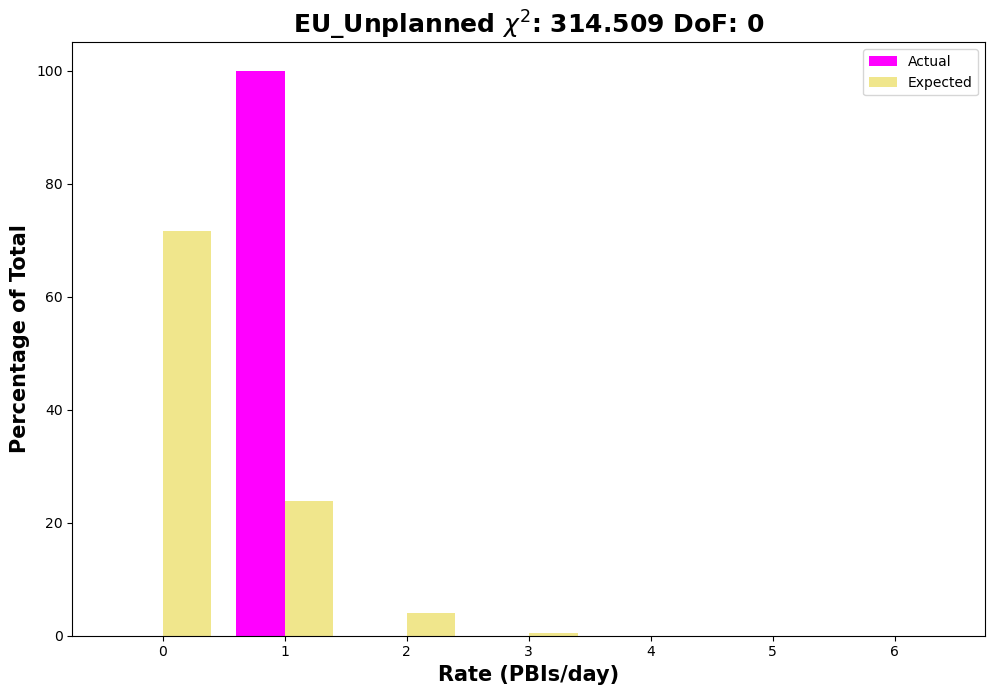 EU_Unplanned χ²: 314.509 DoF: 0
Actual
Expected
100
80
60
40
20
0
Percentage of Total
0 1 2 3 4 5 6
Rate (PBIs/day)